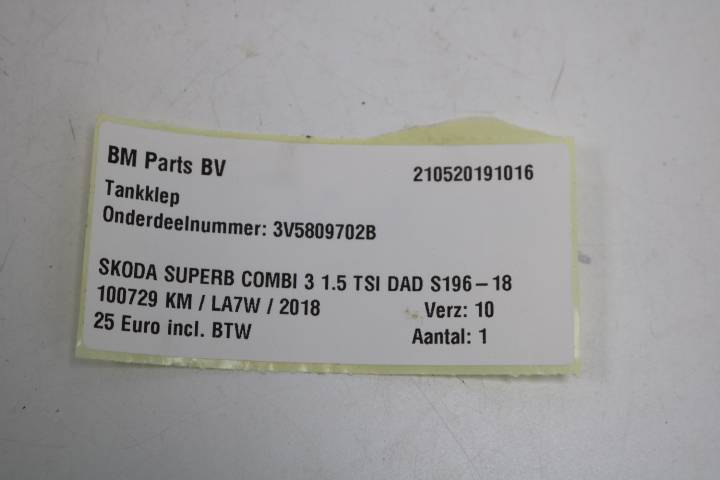 BM Parts BV 210520191016
Tankklep
Onderdeelnummer: 3V5809702B
SKODA SUPERB COMBI 3 1.5 TSI DAD S196-18
100729 KM / LA7W / 2018 Verz: 10
25 Euro incl. BTW Aantal: 1